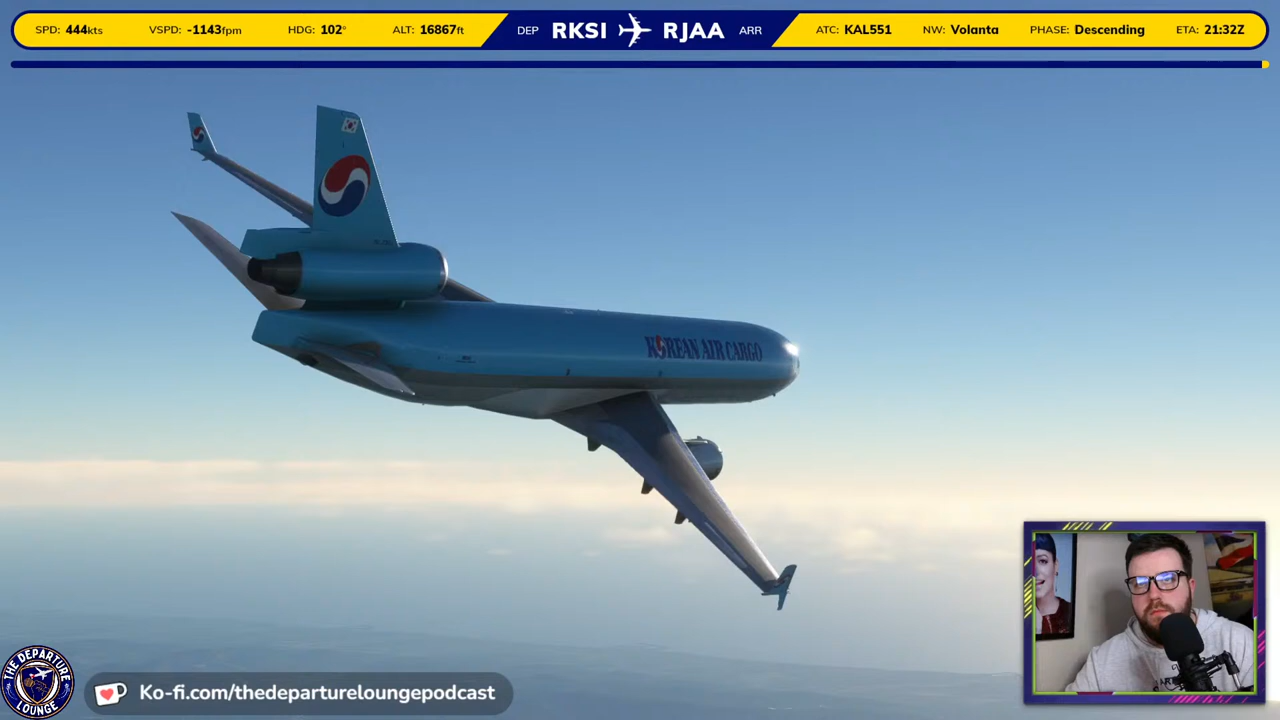 SPD: 444kts VSPD: -1143fpm HDG: 102° ALT: 16867ft DEP RKSI RJAA ARR ATC: KAL551 NW: Volanta PHASE: Descending ETA: 21:32Z
KOREAN AIR CARGO
THE DEPARTURE
LOUNGE
Ko-fi.com/thedepartureloungepodcast